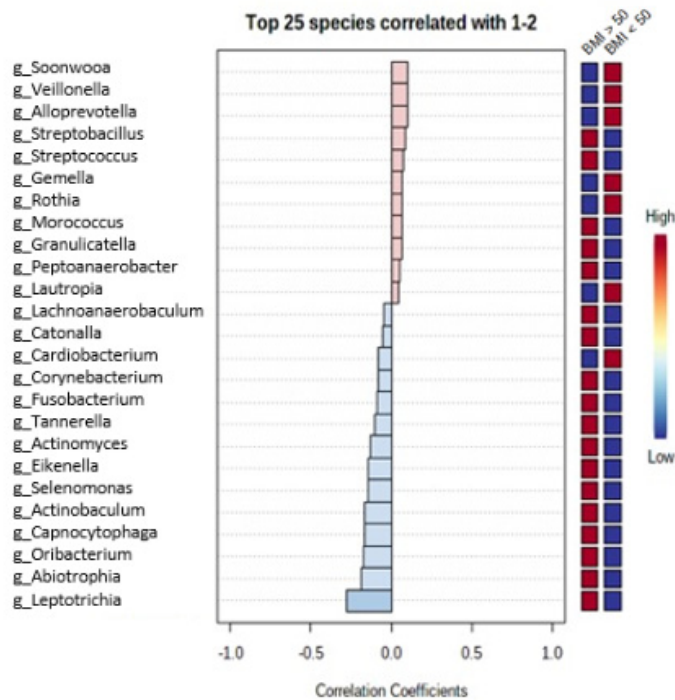 Top 25 species correlated with 1-2
BMI > 50
BMI < 50
g_Soonwooa
g_Veillonella
g_Alloprevotella
g_Streptobacillus
g_Streptococcus
g_Gemella
g_Rothia
g_Morococcus
g_Granulicatella
g_Peptoanaerobacter
g_Lautropia
g_Lachnoanaerobaculum
g_Catonalla
g_Cardiobacterium
g_Corynebacterium
g_Fusobacterium
g_Tannerella
g_Actinomyces
g_Eikenella
g_Selenomonas
g_Actinobaculum
g_Capnocytophaga
g_Oribacterium
g_Abiotrophia
g_Leptotrichia
High
Low
-1.0 -0.5 0.0 0.5 1.0
Correlation Coefficients